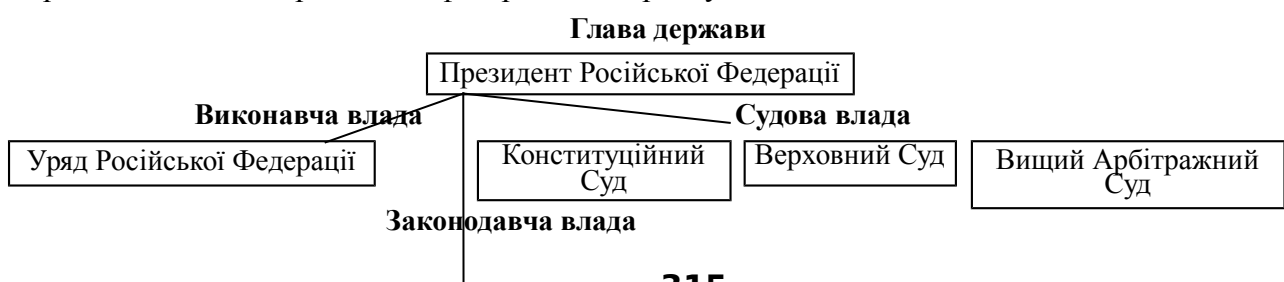 Глава держави
Президент Російської Федерації
Виконавча влада
Судова влада
Уряд Російської Федерації
Конституційний
Суд
Верховний Суд
Вищий Арбітражний
Суд
Законодавча влада